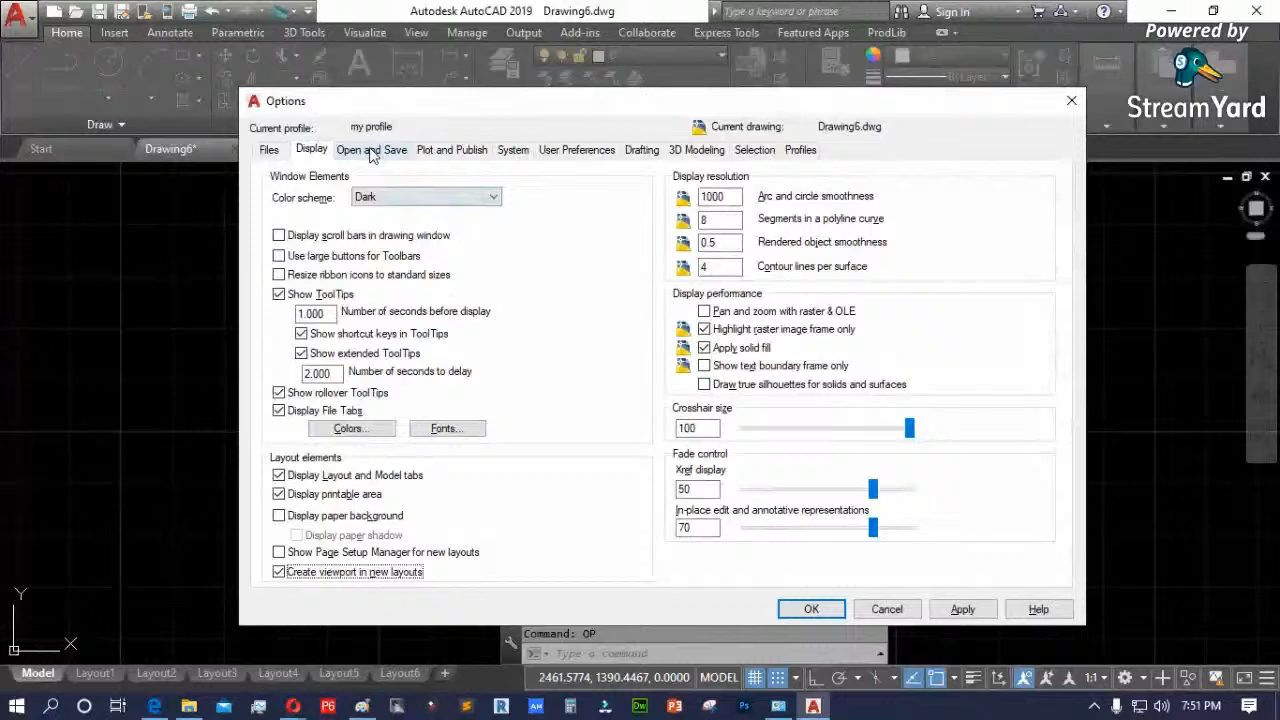 Autodesk AutoCAD 2019 Drawing6.dwg
Type a keyword or phrase
Sign In
Home Insert Annotate Parametric 3D Tools Visualize View Manage Output Add-ins Collaborate Express Tools Featured Apps ProdLib
Powered by
StreamYard
Draw
Start Drawing6*
Options
Current profile: my profile Current drawing: Drawing6.dwg
Files Display Open and Save Plot and Publish System User Preferences Drafting 3D Modeling Selection Profiles
Window Elements
Color scheme: Dark
Display scroll bars in drawing window
Use large buttons for Toolbars
Resize ribbon icons to standard sizes
Show ToolTips
1.000 Number of seconds before display
Show shortcut keys in ToolTips
Show extended ToolTips
2.000 Number of seconds to delay
Show rollover ToolTips
Display File Tabs
Colors... Fonts...
Layout elements
Display Layout and Model tabs
Display printable area
Display paper background
Display paper shadow
Show Page Setup Manager for new layouts
Create viewport in new layouts
Display resolution
1000 Arc and circle smoothness
8 Segments in a polyline curve
0.5 Rendered object smoothness
4 Contour lines per surface
Display performance
Pan and zoom with raster & OLE
Highlight raster image frame only
Apply solid fill
Show text boundary frame only
Draw true silhouettes for solids and surfaces
Crosshair size
100
Fade control
Xref display
50
In-place edit and annotative representations
70
OK Cancel Apply Help
Command: OP
Type a command
Y
X
Model Layout1 Layout2 Layout3 Layout4 Layout5 Layout6 +
2461.5774, 1390.4467, 0.0000 MODEL 1:1
P6 R AH Dw Ps A
7:51 PM